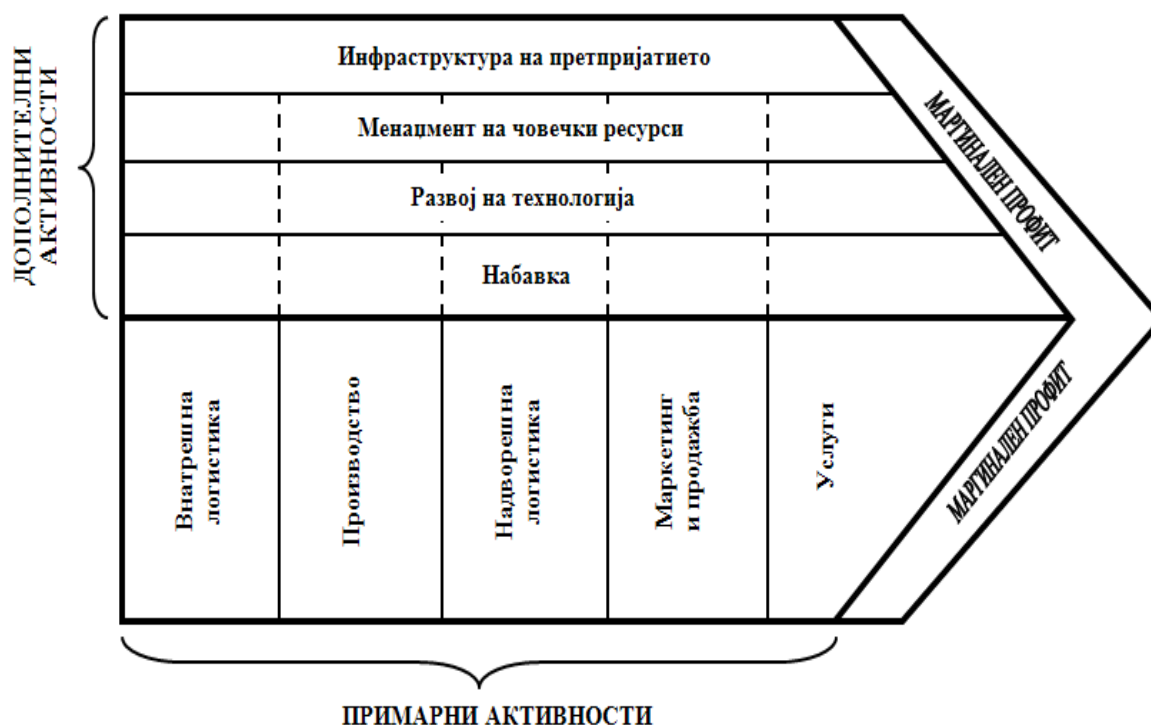 ДОПОЛНИТЕЛНИ
АКТИВНОСТИ
Инфраструктура на претпријатието
Менаџмент на човечки ресурси
Развој на технологија
Набавка
МАРГИНАЛЕН ПРОФИТ
Внатрешна
логистика
Производство
Надворешна
логистика
Маркетинг
и продажба
Услуги
МАРГИНАЛЕН ПРОФИТ
ПРИМАРНИ АКТИВНОСТИ